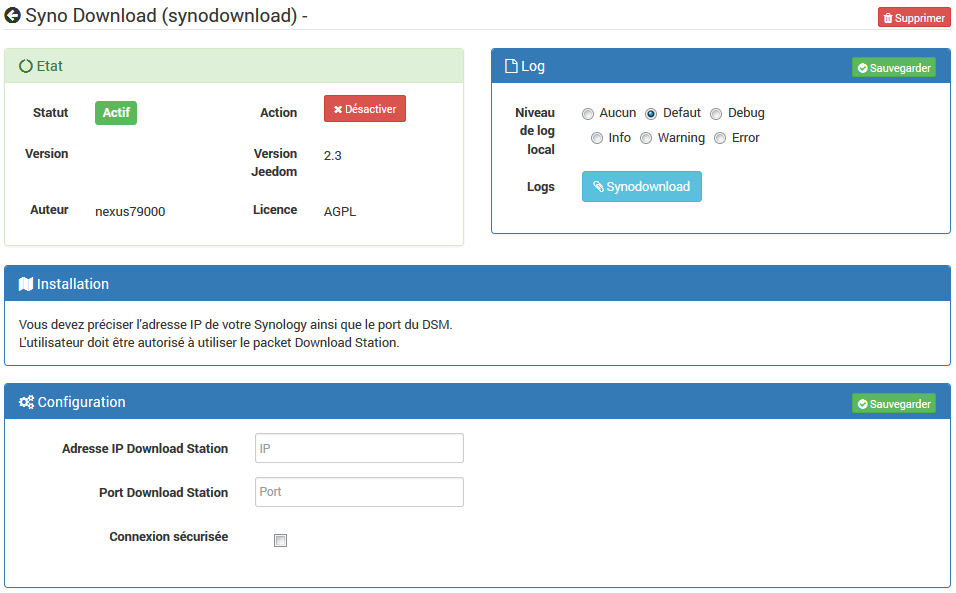 Syno Download (synodownload) -
Supprimer
Etat
Statut
Actif
Action
Désactiver
Version
Version Jeedom
2.3
Auteur
nexus79000
Licence
AGPL
Log
Sauvegarder
Niveau de log local
Aucun
Defaut
Debug
Info
Warning
Error
Logs
Synodownload
Installation
Vous devez préciser l'adresse IP de votre Synology ainsi que le port du DSM.
L'utilisateur doit être autorisé à utiliser le packet Download Station.
Configuration
Sauvegarder
Adresse IP Download Station
IP
Port Download Station
Port
Connexion sécurisée